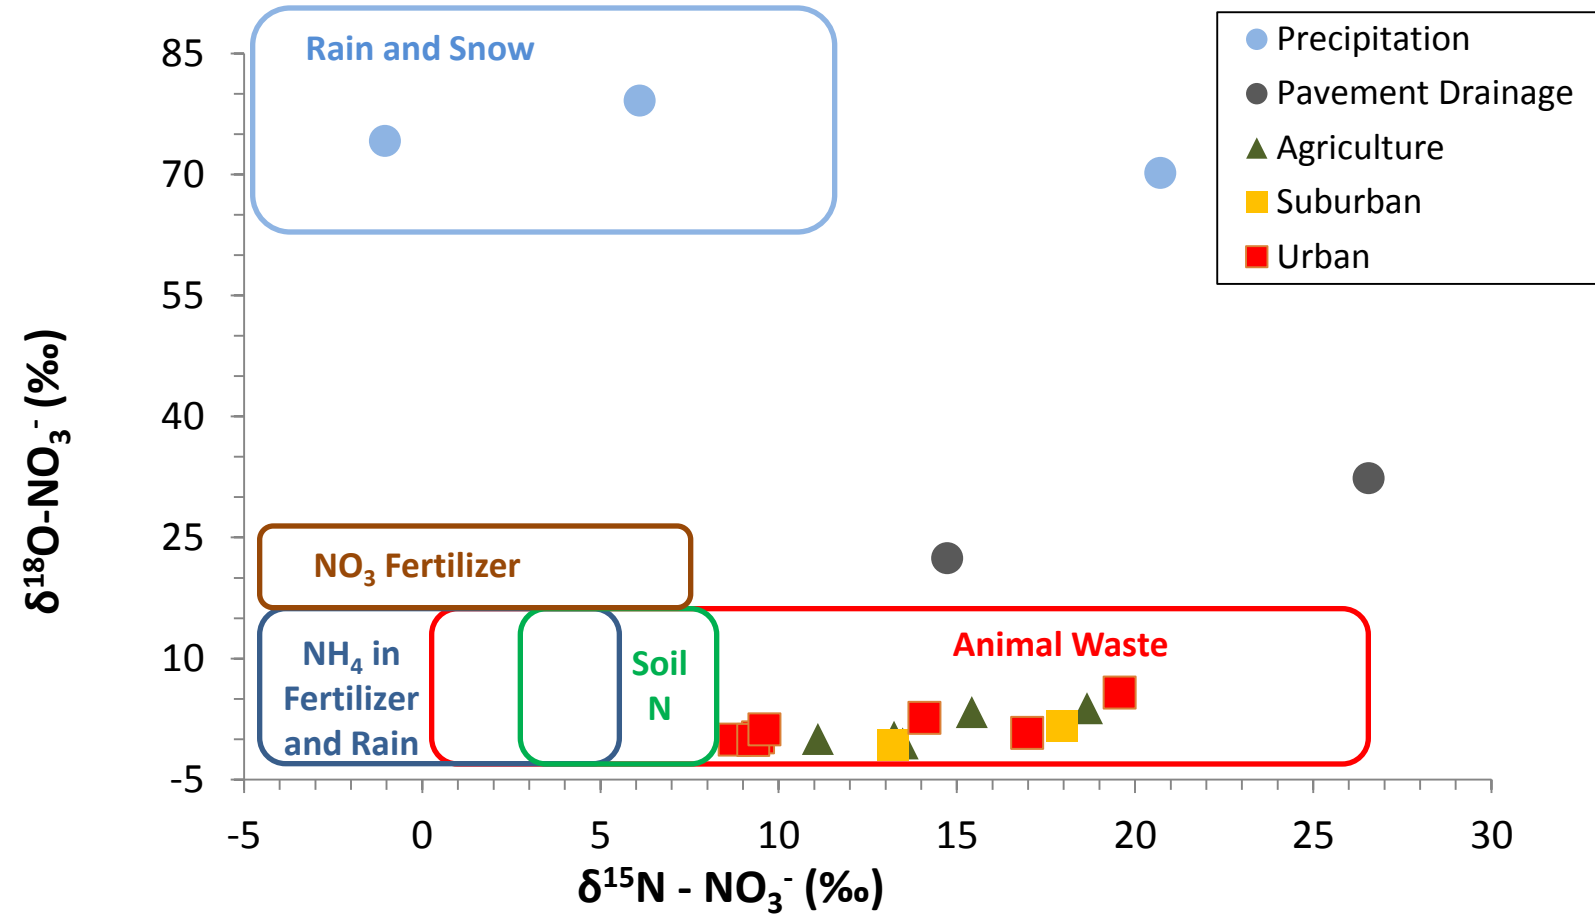 Rain and Snow
Precipitation
Pavement Drainage
Agriculture
Suburban
Urban
85
70
55
40
25
10
-5
δ¹⁸O-NO₃⁻ (‰)
NO₃ Fertilizer
NH₄ in
Fertilizer
and Rain
Soil
N
Animal Waste
-5 0 5 10 15 20 25 30
δ¹⁵N - NO₃⁻ (‰)